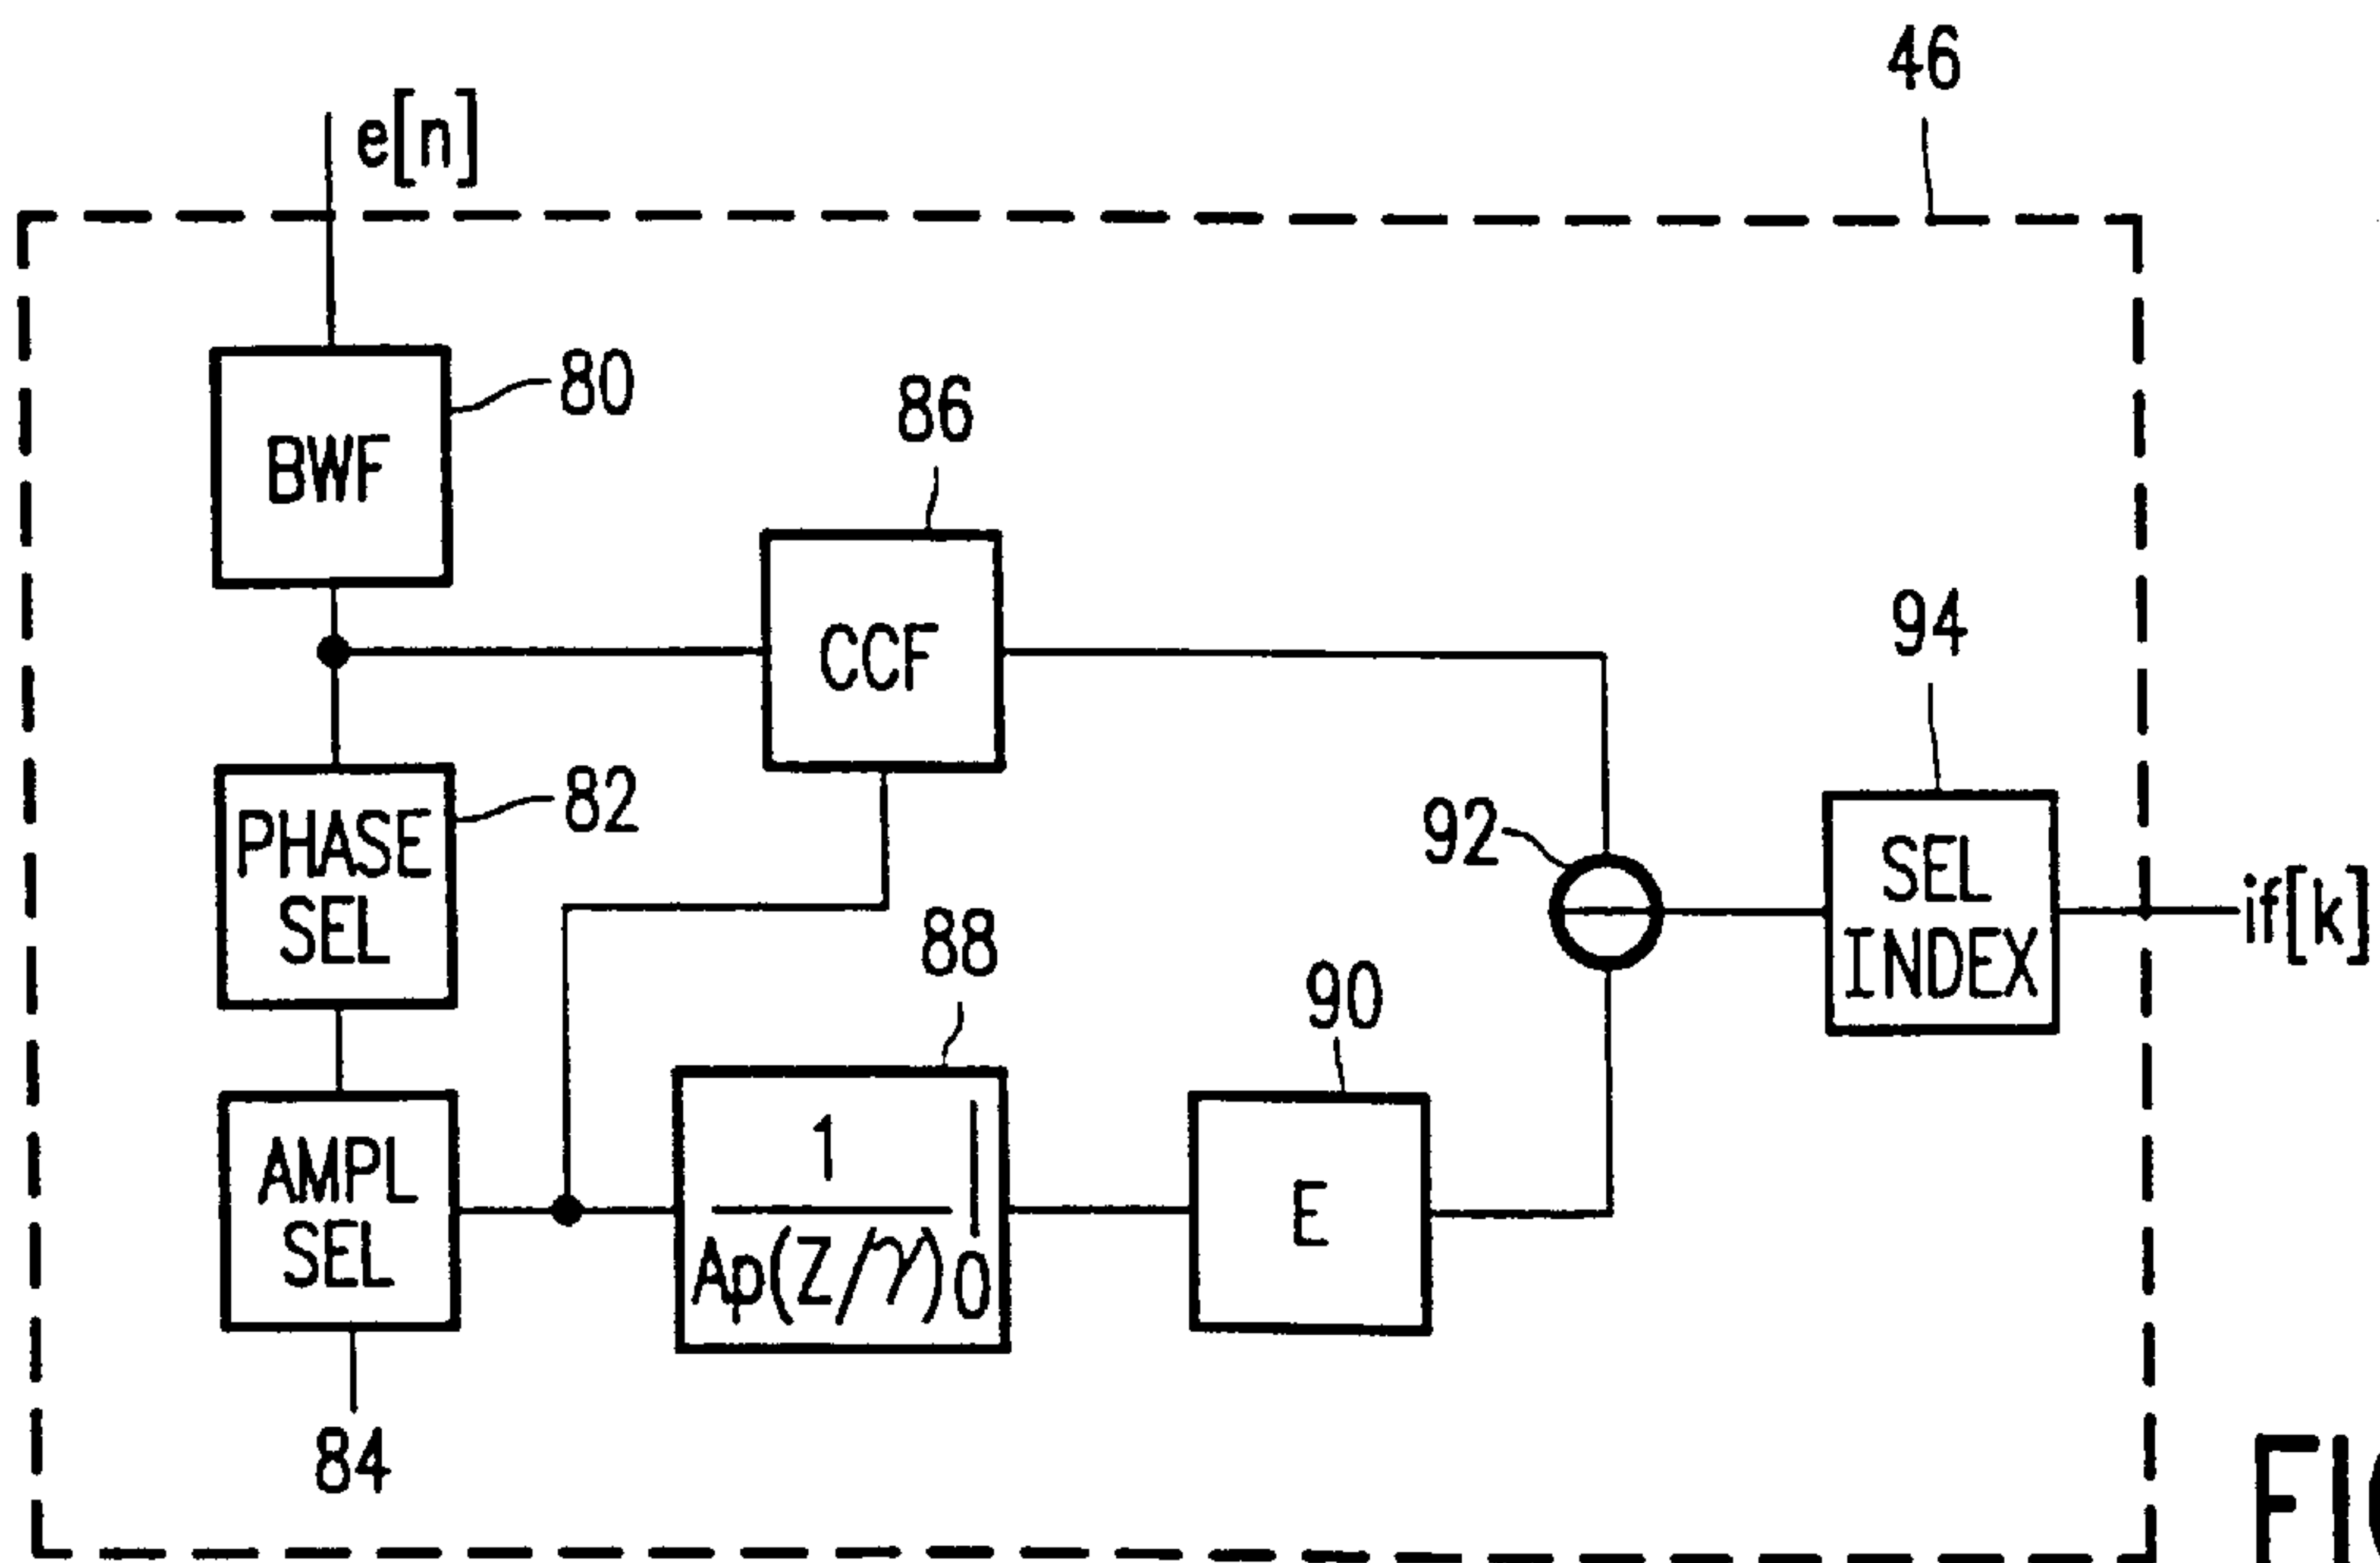 46
e[n]
80
BWF
86
CCF
94
82
PHASE
SEL
92
SEL
INDEX
if[k]
88
90
1
Ap(Z/γ) 0
E
AMPL
SEL
84